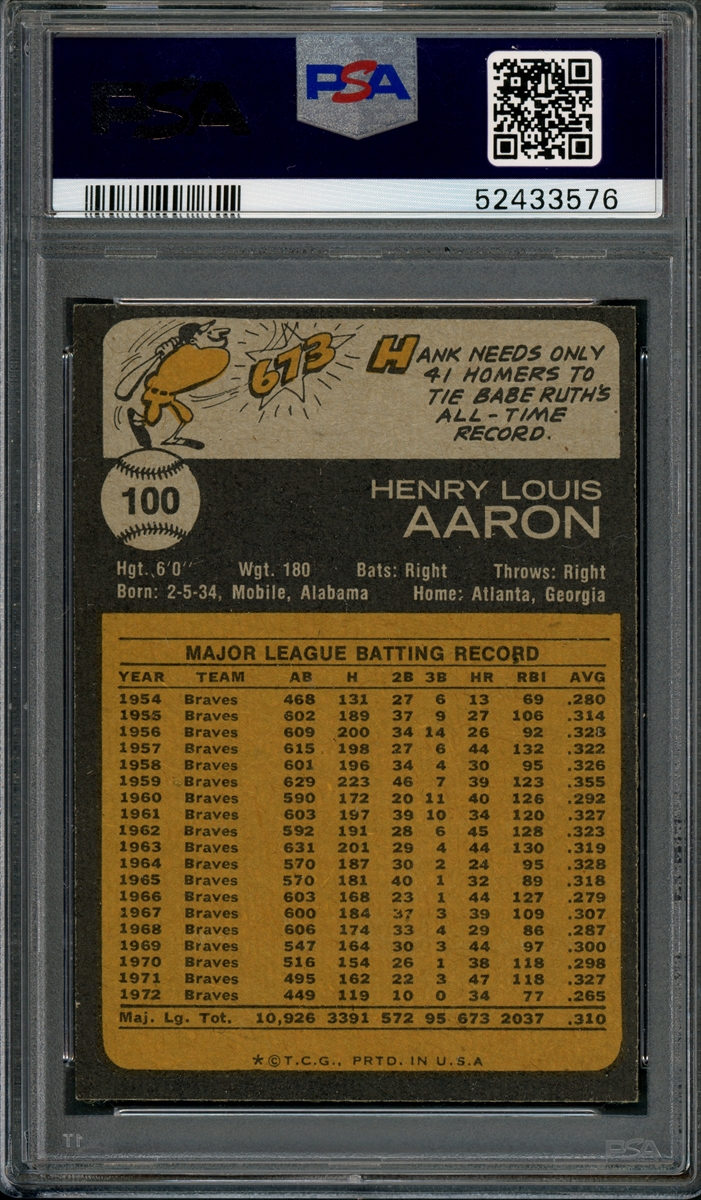 PSA
PSA
52433576
673
HANK NEEDS ONLY
41 HOMERS TO
TIE BABE RUTH'S
ALL-TIME
RECORD.
100
HENRY LOUIS
AARON
Hgt. 6'0" Wgt. 180 Bats: Right Throws: Right
Born: 2-5-34, Mobile, Alabama Home: Atlanta, Georgia
MAJOR LEAGUE BATTING RECORD
YEAR TEAM AB H 2B 3B HR RBI AVG
1954 Braves 468 131 27 6 13 69 .280
1955 Braves 602 189 37 9 27 106 .314
1956 Braves 609 200 34 14 26 92 .328
1957 Braves 615 198 27 6 44 132 .322
1958 Braves 601 196 34 4 30 95 .326
1959 Braves 629 223 46 7 39 123 .355
1960 Braves 590 172 20 11 40 126 .292
1961 Braves 603 197 39 10 34 120 .327
1962 Braves 592 191 28 6 45 128 .323
1963 Braves 631 201 29 4 44 130 .319
1964 Braves 570 187 30 2 24 95 .328
1965 Braves 570 181 40 1 32 89 .318
1966 Braves 603 168 23 1 44 127 .279
1967 Braves 600 184 37 3 39 109 .307
1968 Braves 606 174 33 4 29 86 .287
1969 Braves 547 164 30 3 44 97 .300
1970 Braves 516 154 26 1 38 118 .298
1971 Braves 495 162 22 3 47 118 .327
1972 Braves 449 119 10 0 34 77 .265
Maj. Lg. Tot. 10,926 3391 572 95 673 2037 .310
*©T.C.G., PRTD. IN U.S.A
PSA